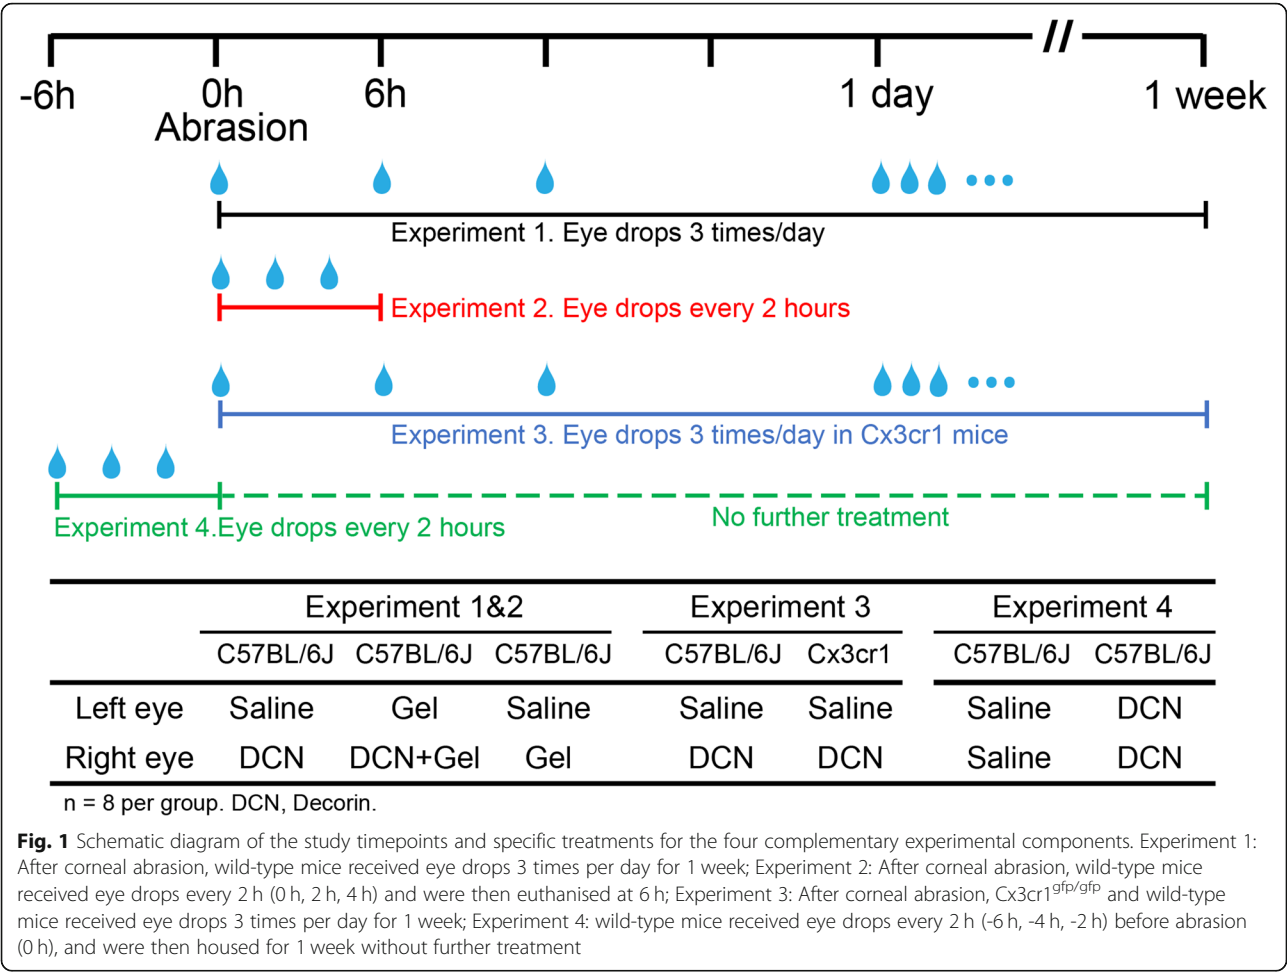 -6h 0h 6h 1 day // 1 week
Abrasion
Experiment 1. Eye drops 3 times/day
Experiment 2. Eye drops every 2 hours
Experiment 3. Eye drops 3 times/day in Cx3cr1 mice
Experiment 4.Eye drops every 2 hours
No further treatment
Experiment 1&2 Experiment 3 Experiment 4
C57BL/6J C57BL/6J C57BL/6J C57BL/6J Cx3cr1 C57BL/6J C57BL/6J
Left eye Saline Gel Saline Saline Saline Saline DCN
Right eye DCN DCN+Gel Gel DCN DCN Saline DCN
n = 8 per group. DCN, Decorin.
Fig. 1 Schematic diagram of the study timepoints and specific treatments for the four complementary experimental components. Experiment 1:
After corneal abrasion, wild-type mice received eye drops 3 times per day for 1 week; Experiment 2: After corneal abrasion, wild-type mice
received eye drops every 2 h (0 h, 2 h, 4 h) and were then euthanised at 6 h; Experiment 3: After corneal abrasion, Cx3cr1gfp/gfp and wild-type
mice received eye drops 3 times per day for 1 week; Experiment 4: wild-type mice received eye drops every 2 h (-6 h, -4 h, -2 h) before abrasion
(0 h), and were then housed for 1 week without further treatment